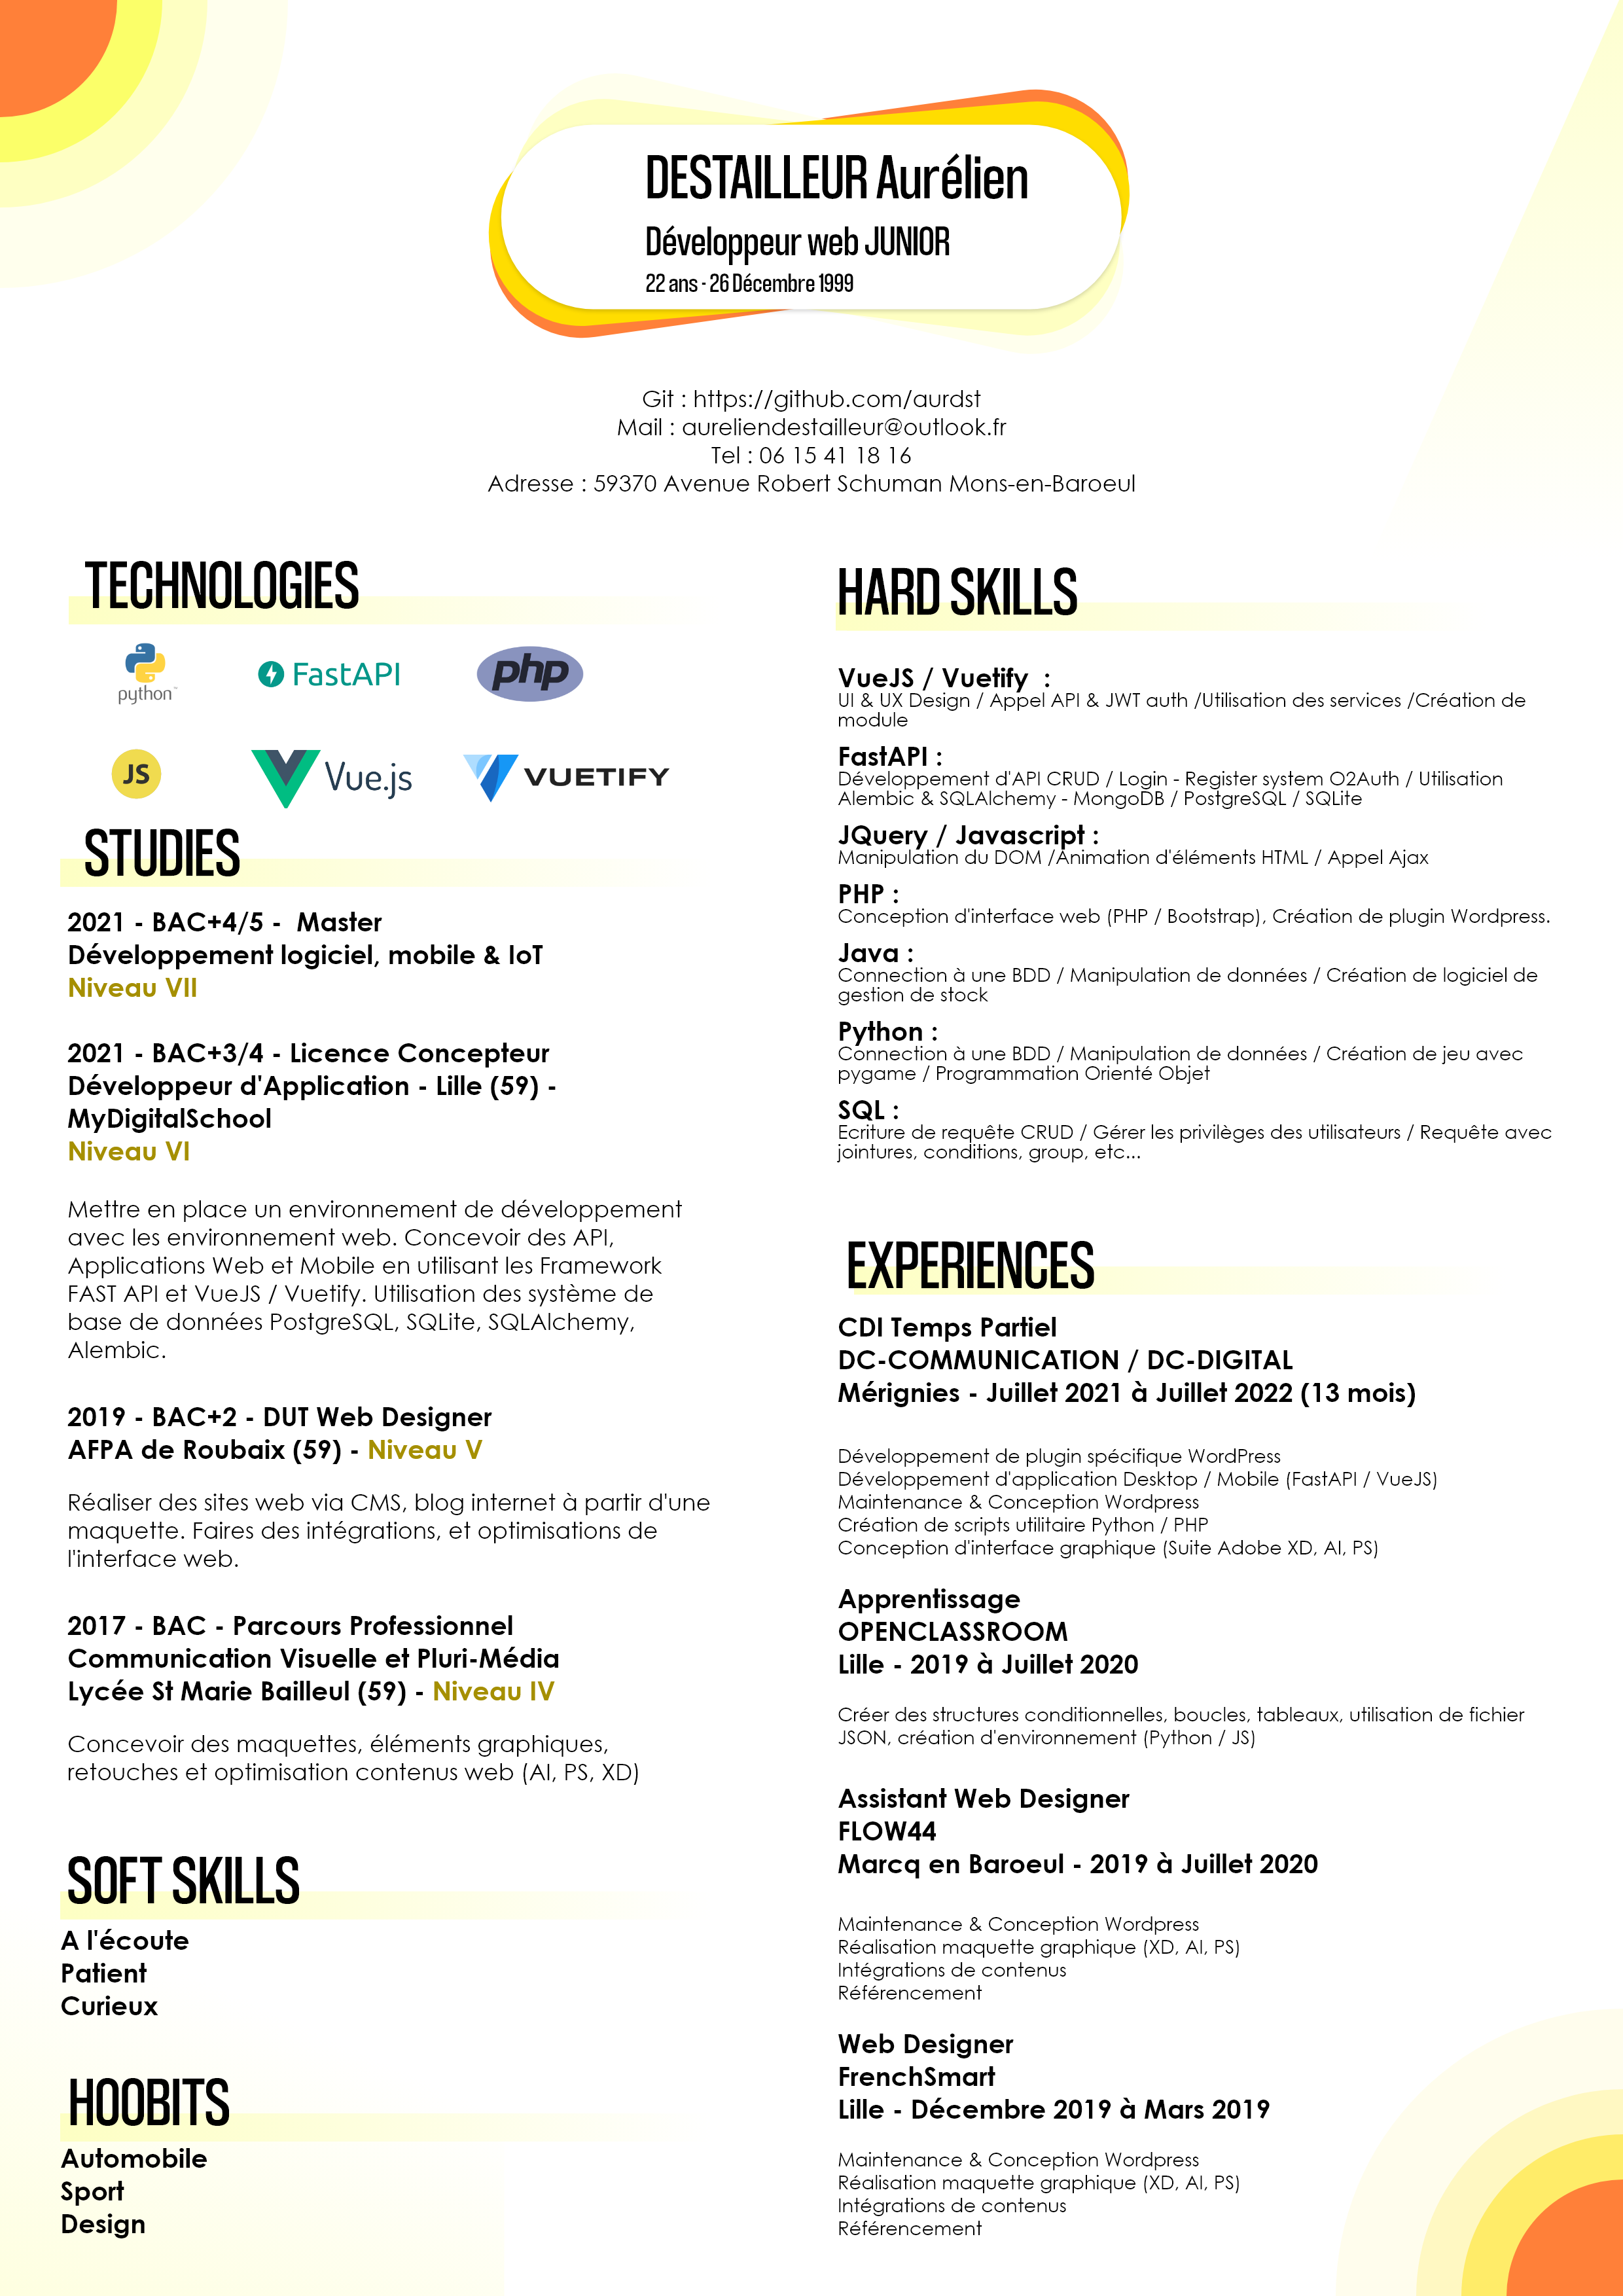 DESTAILLEUR Aurélien
Développeur web JUNIOR
22 ans - 26 Décembre 1999
Git : https://github.com/aurdst
Mail : aureliendestailleur@outlook.fr
Tel : 06 15 41 18 16
Adresse : 59370 Avenue Robert Schuman Mons-en-Baroeul
TECHNOLOGIES
python™
FastAPI
php
JS
Vue.js
VUETIFY
STUDIES
2021 - BAC+4/5 - Master
Développement logiciel, mobile & IoT
Niveau VII
2021 - BAC+3/4 - Licence Concepteur
Développeur d'Application - Lille (59) -
MyDigitalSchool
Niveau VI
Mettre en place un environnement de développement
avec les environnement web. Concevoir des API,
Applications Web et Mobile en utilisant les Framework
FAST API et VueJS / Vuetify. Utilisation des système de
base de données PostgreSQL, SQLite, SQLAlchemy,
Alembic.
2019 - BAC+2 - DUT Web Designer
AFPA de Roubaix (59) - Niveau V
Réaliser des sites web via CMS, blog internet à partir d'une
maquette. Faires des intégrations, et optimisations de
l'interface web.
2017 - BAC - Parcours Professionnel
Communication Visuelle et Pluri-Média
Lycée St Marie Bailleul (59) - Niveau IV
Concevoir des maquettes, éléments graphiques,
retouches et optimisation contenus web (AI, PS, XD)
SOFT SKILLS
A l'écoute
Patient
Curieux
HOOBITS
Automobile
Sport
Design
HARD SKILLS
VueJS / Vuetify :
UI & UX Design / Appel API & JWT auth /Utilisation des services /Création de
module
FastAPI :
Développement d'API CRUD / Login - Register system O2Auth / Utilisation
Alembic & SQLAlchemy - MongoDB / PostgreSQL / SQLite
JQuery / Javascript :
Manipulation du DOM /Animation d'éléments HTML / Appel Ajax
PHP :
Conception d'interface web (PHP / Bootstrap), Création de plugin Wordpress.
Java :
Connection à une BDD / Manipulation de données / Création de logiciel de
gestion de stock
Python :
Connection à une BDD / Manipulation de données / Création de jeu avec
pygame / Programmation Orienté Objet
SQL :
Ecriture de requête CRUD / Gérer les privilèges des utilisateurs / Requête avec
jointures, conditions, group, etc...
EXPERIENCES
CDI Temps Partiel
DC-COMMUNICATION / DC-DIGITAL
Mérignies - Juillet 2021 à Juillet 2022 (13 mois)
Développement de plugin spécifique WordPress
Développement d'application Desktop / Mobile (FastAPI / VueJS)
Maintenance & Conception Wordpress
Création de scripts utilitaire Python / PHP
Conception d'interface graphique (Suite Adobe XD, AI, PS)
Apprentissage
OPENCLASSROOM
Lille - 2019 à Juillet 2020
Créer des structures conditionnelles, boucles, tableaux, utilisation de fichier
JSON, création d'environnement (Python / JS)
Assistant Web Designer
FLOW44
Marcq en Baroeul - 2019 à Juillet 2020
Maintenance & Conception Wordpress
Réalisation maquette graphique (XD, AI, PS)
Intégrations de contenus
Référencement
Web Designer
FrenchSmart
Lille - Décembre 2019 à Mars 2019
Maintenance & Conception Wordpress
Réalisation maquette graphique (XD, AI, PS)
Intégrations de contenus
Référencement